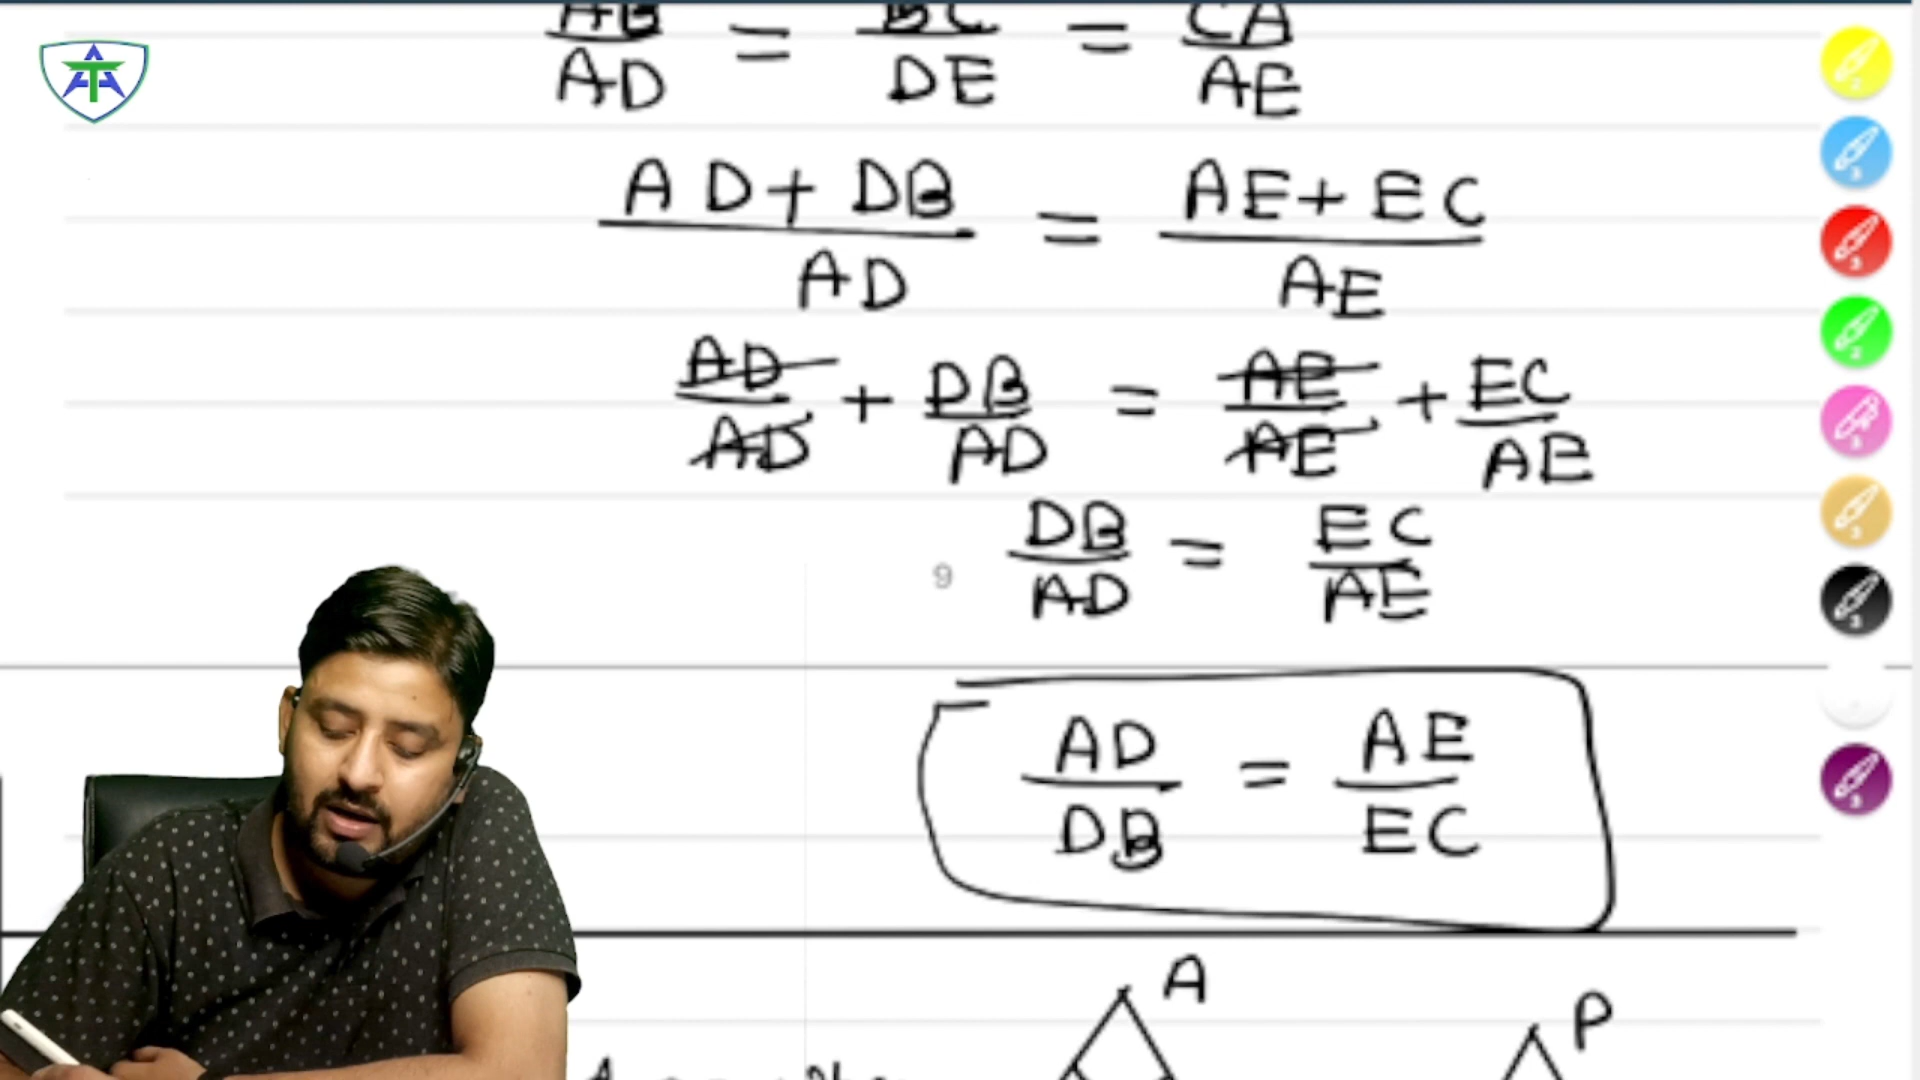 AB/AD = BC/DE = CA/AE
AD+DB/AD = AE+EC/AE
AD/AD + DB/AD = AE/AE + EC/AE
DB/AD = EC/AE
9
AD/DB = AE/EC
A
P